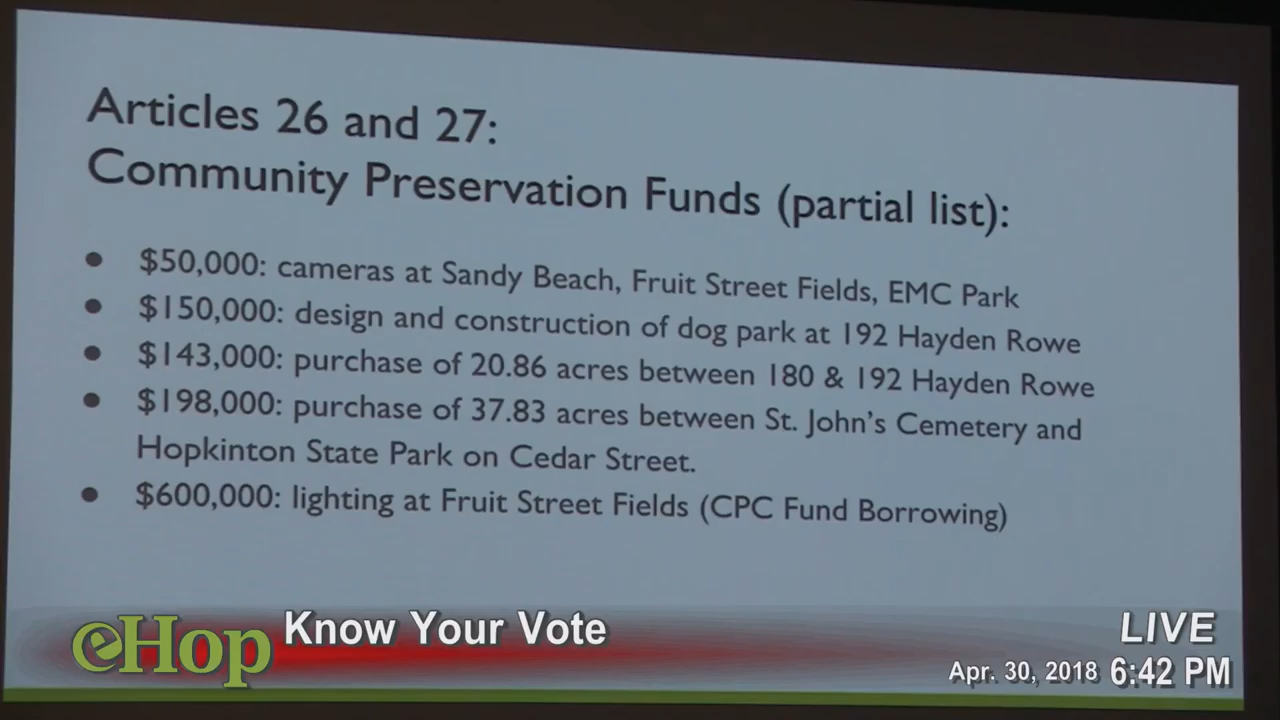 Articles 26 and 27:
Community Preservation Funds (partial list):
• $50,000: cameras at Sandy Beach, Fruit Street Fields, EMC Park
• $150,000: design and construction of dog park at 192 Hayden Rowe
• $143,000: purchase of 20.86 acres between 180 & 192 Hayden Rowe
• $198,000: purchase of 37.83 acres between St. John's Cemetery and
Hopkinton State Park on Cedar Street.
• $600,000: lighting at Fruit Street Fields (CPC Fund Borrowing)
eHop
Know Your Vote
LIVE
Apr. 30, 2018 6:42 PM